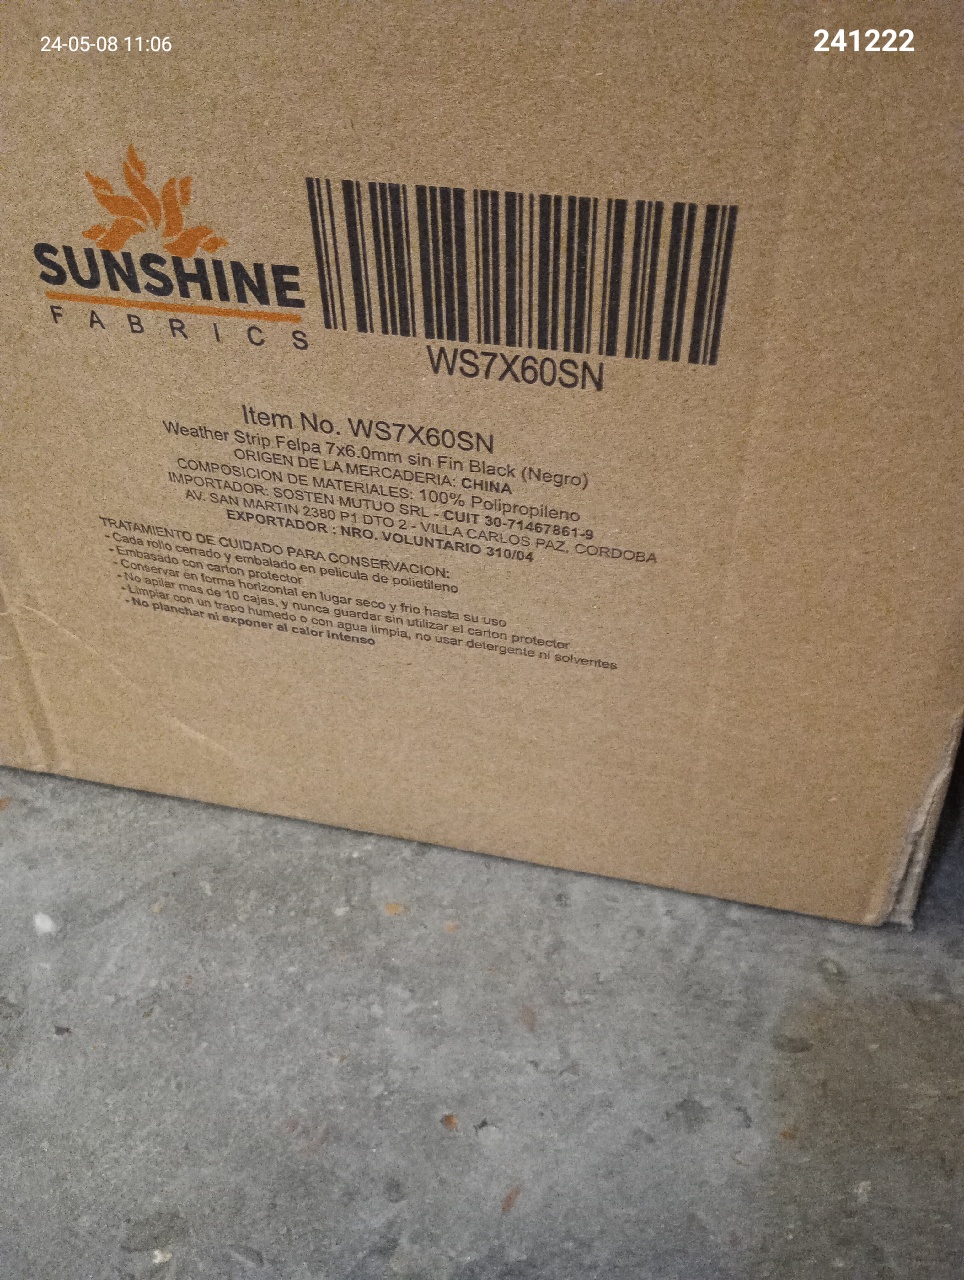 24-05-08 11:06
241222
SUNSHINE
FABRICS
WS7X60SN
Item No. WS7X60SN
Weather Strip Felpa 7x6.0mm sin Fin Black (Negro)
ORIGEN DE LA MERCADERIA: CHINA
COMPOSICION DE MATERIALES: 100% Polipropileno
IMPORTADOR: SOSTEN MUTUO SRL - CUIT 30-71467861-9
AV. SAN MARTIN 2380 P1 DTO 2 - VILLA CARLOS PAZ, CORDOBA
EXPORTADOR : NRO. VOLUNTARIO 310/04
TRATAMIENTO DE CUIDADO PARA CONSERVACION:
- Cada rollo cerrado y embalado en pelicula de polietileno
- Embasado con carton protector
- Conservar en forma horizontal en lugar seco y frio hasta su uso
- No apilar mas de 10 cajas, y nunca guardar sin utilizar el carton protector
- Limpiar con un trapo humedo o con agua limpia, no usar detergente ni solventes
- No planchar ni exponer al calor intenso